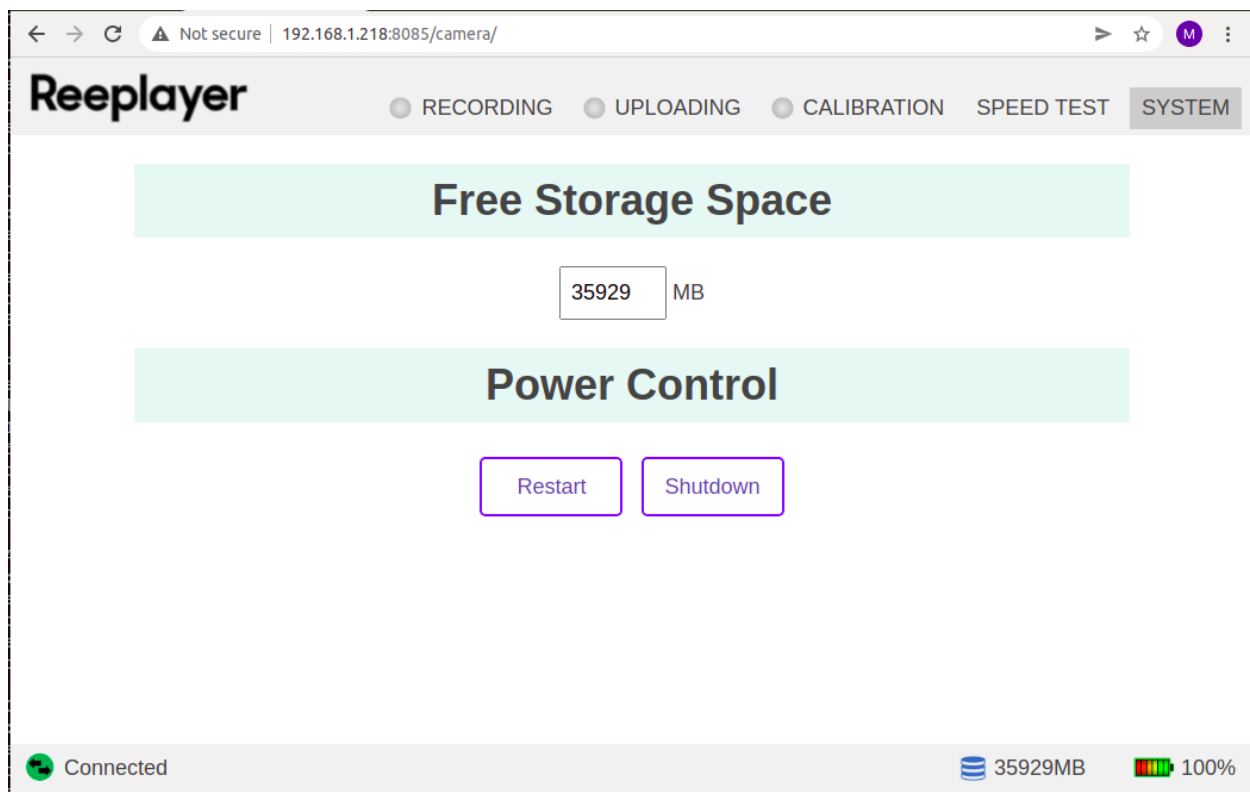 Not secure | 192.168.1.218:8085/camera/ M
Reeplayer RECORDING UPLOADING CALIBRATION SPEED TEST SYSTEM
Free Storage Space
35929 MB
Power Control
Restart Shutdown
Connected 35929MB 100%